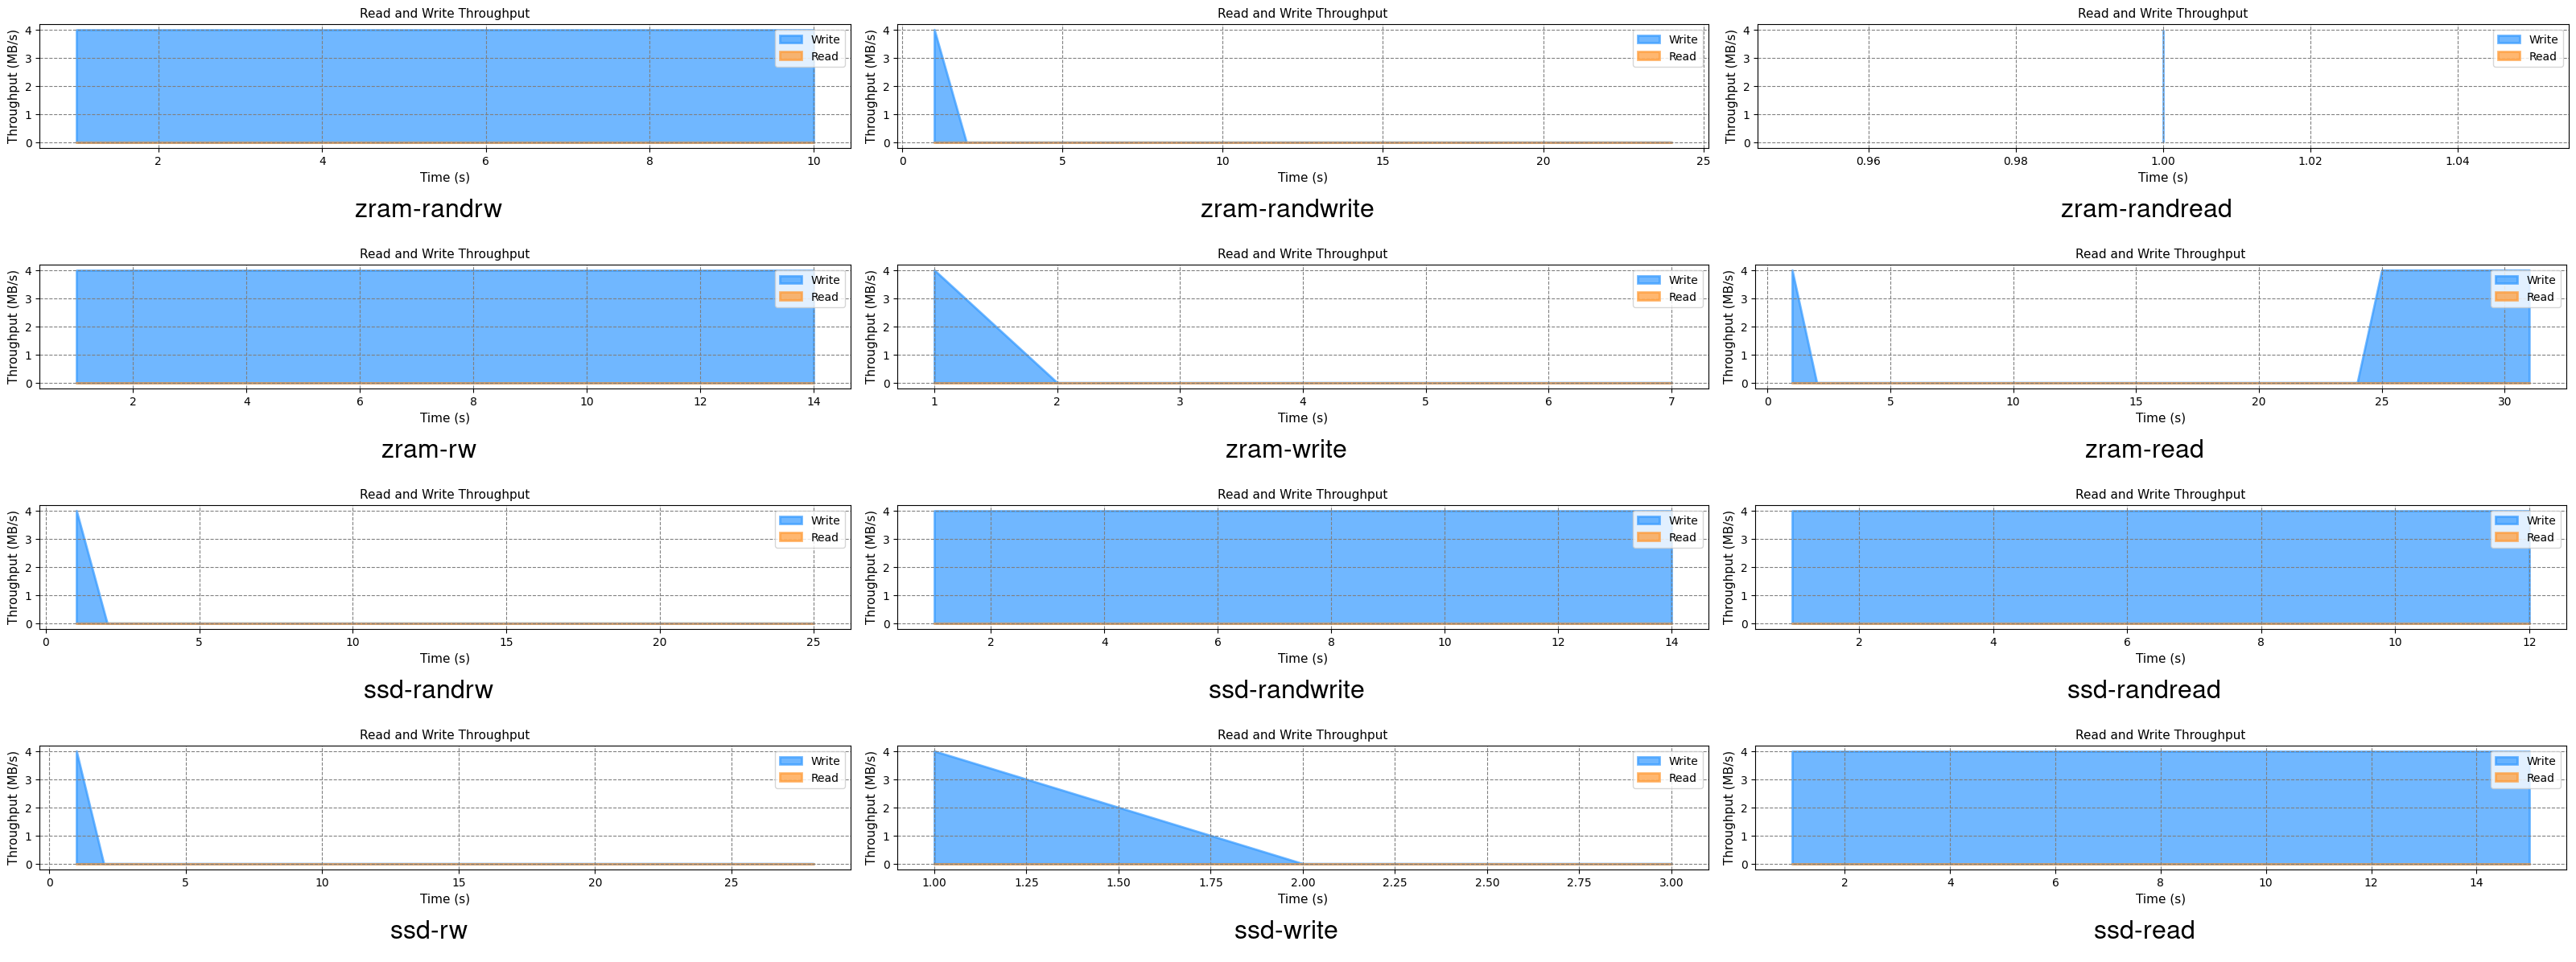 Read and Write Throughput Read and Write Throughput Read and Write Throughput
4 Write Read 4 Write Read 4 Write Read
Throughput (MB/s) 3 2 1 0 Throughput (MB/s) 3 2 1 0 Throughput (MB/s) 3 2 1 0
2 4 6 8 10 0 5 10 15 20 25 0.96 0.98 1.00 1.02 1.04
Time (s) Time (s) Time (s)
zram-randrw zram-randwrite zram-randread
Read and Write Throughput Read and Write Throughput Read and Write Throughput
4 Write Read 4 Write Read 4 Write Read
Throughput (MB/s) 3 2 1 0 Throughput (MB/s) 3 2 1 0 Throughput (MB/s) 3 2 1 0
2 4 6 8 10 12 14 1 2 3 4 5 6 7 0 5 10 15 20 25 30
Time (s) Time (s) Time (s)
zram-rw zram-write zram-read
Read and Write Throughput Read and Write Throughput Read and Write Throughput
4 Write Read 4 Write Read 4 Write Read
Throughput (MB/s) 3 2 1 0 Throughput (MB/s) 3 2 1 0 Throughput (MB/s) 3 2 1 0
0 5 10 15 20 25 2 4 6 8 10 12 14 2 4 6 8 10 12
Time (s) Time (s) Time (s)
ssd-randrw ssd-randwrite ssd-randread
Read and Write Throughput Read and Write Throughput Read and Write Throughput
4 Write Read 4 Write Read 4 Write Read
Throughput (MB/s) 3 2 1 0 Throughput (MB/s) 3 2 1 0 Throughput (MB/s) 3 2 1 0
0 5 10 15 20 25 1.00 1.25 1.50 1.75 2.00 2.25 2.50 2.75 3.00 2 4 6 8 10 12 14
Time (s) Time (s) Time (s)
ssd-rw ssd-write ssd-read